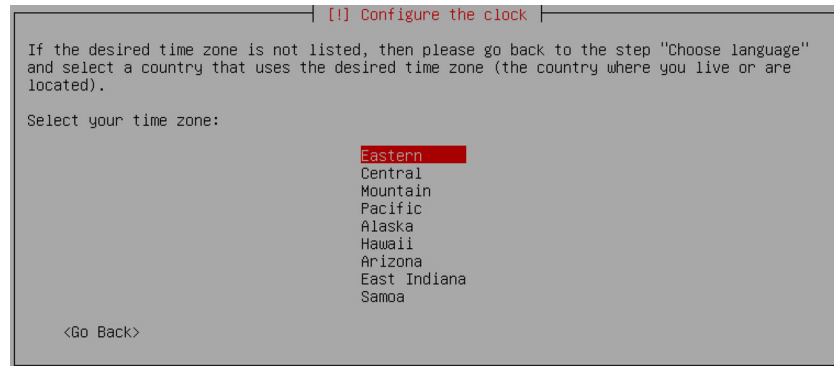 [!] Configure the clock
If the desired time zone is not listed, then please go back to the step "Choose language"
and select a country that uses the desired time zone (the country where you live or are
located).
Select your time zone:
Eastern
Central
Mountain
Pacific
Alaska
Hawaii
Arizona
East Indiana
Samoa
<Go Back>